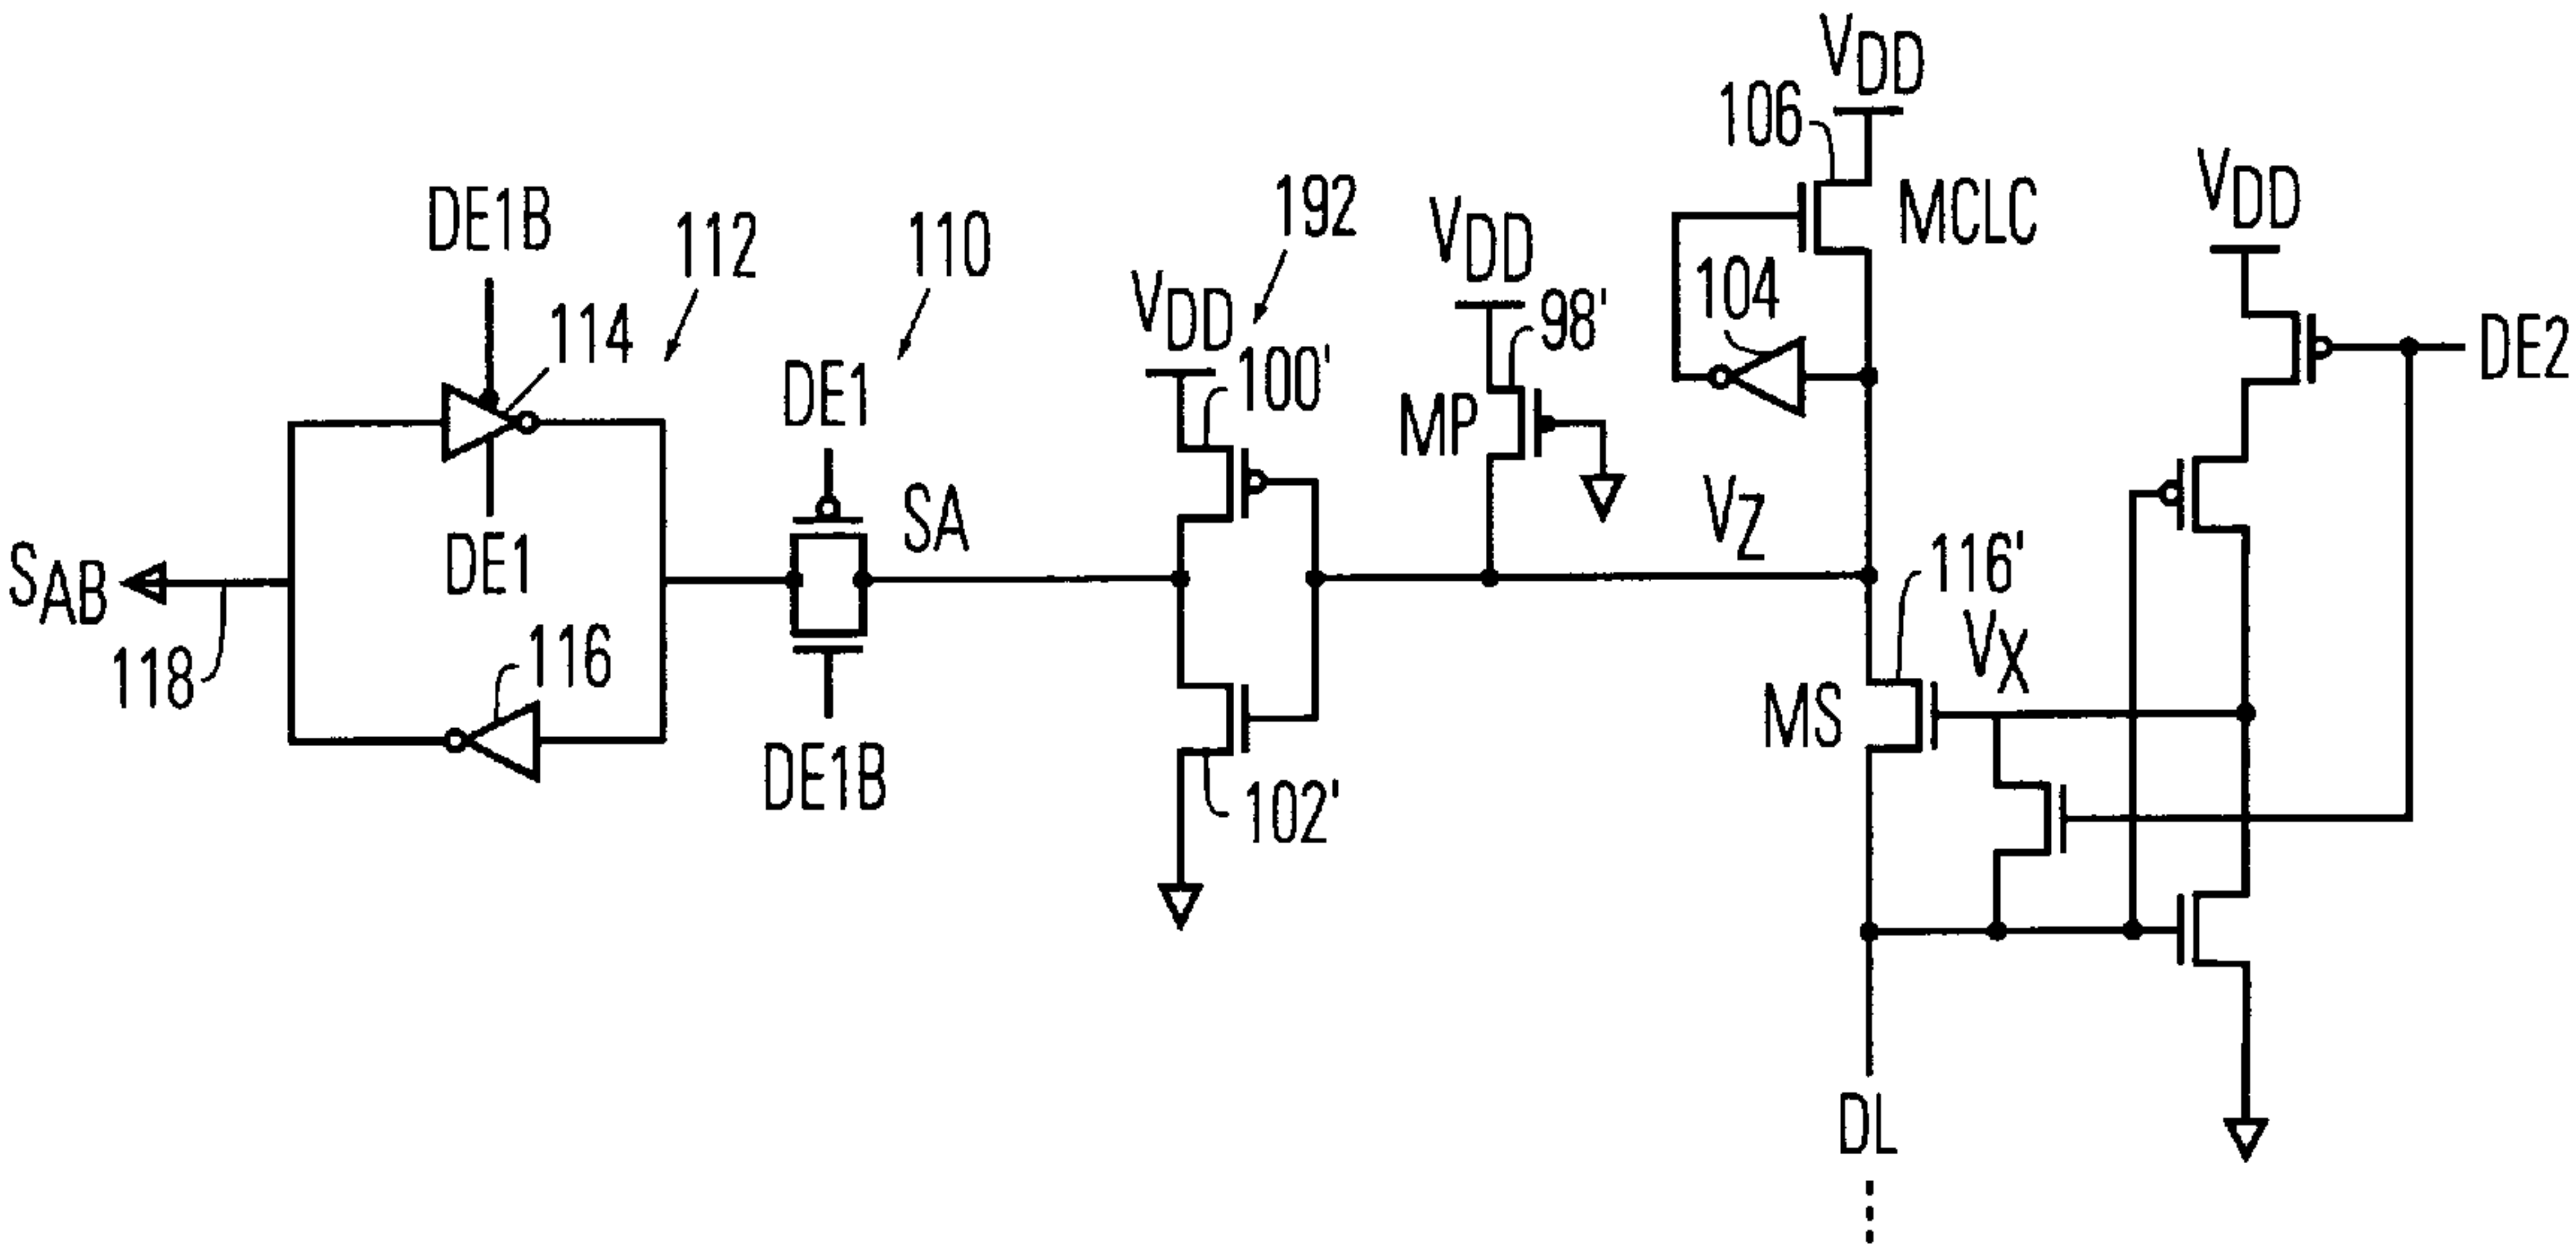 VDD
106
MCLC
104
DE1B
112
110
192
VDD
VDD
114
VDD
98'
DE2
100'
DE1
MP
SA
VZ
DE1
SAB
116'
VX
116
118
MS
DE1B
102'
DL